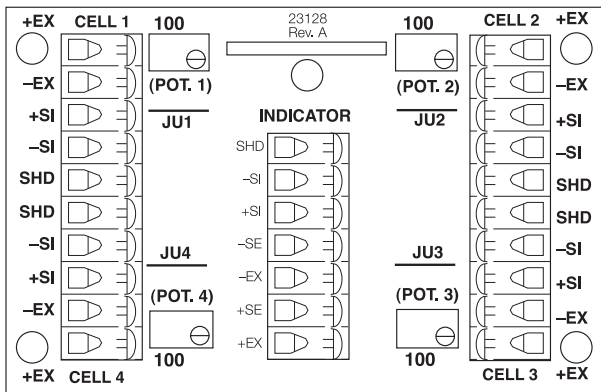 +EX CELL 1 100 23128 100 CELL 2 +EX
Rev. A
–EX (POT. 1) (POT. 2) –EX
+SI JU1 INDICATOR JU2 +SI
–SI SHD –SI
SHD –SI SHD
SHD +SI SHD
–SI –SE –SI
+SI JU4 –EX JU3 +SI
–EX (POT. 4) +SE (POT. 3) –EX
+EX
100 100
+EX CELL 4 CELL 3 +EX